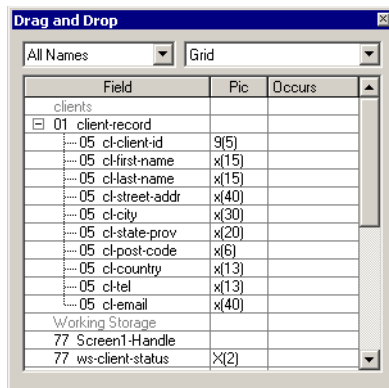 Drag and Drop
All Names Grid
Field Pic Occurs
clients
01 client-record
05 cl-client-id 9(5)
05 cl-first-name x(15)
05 cl-last-name x(15)
05 cl-street-addr x(40)
05 cl-city x(30)
05 cl-state-prov x(20)
05 cl-post-code x(6)
05 cl-country x(13)
05 cl-tel x(13)
05 cl-email x(40)
Working Storage
77 Screen1-Handle
77 ws-client-status X(2)